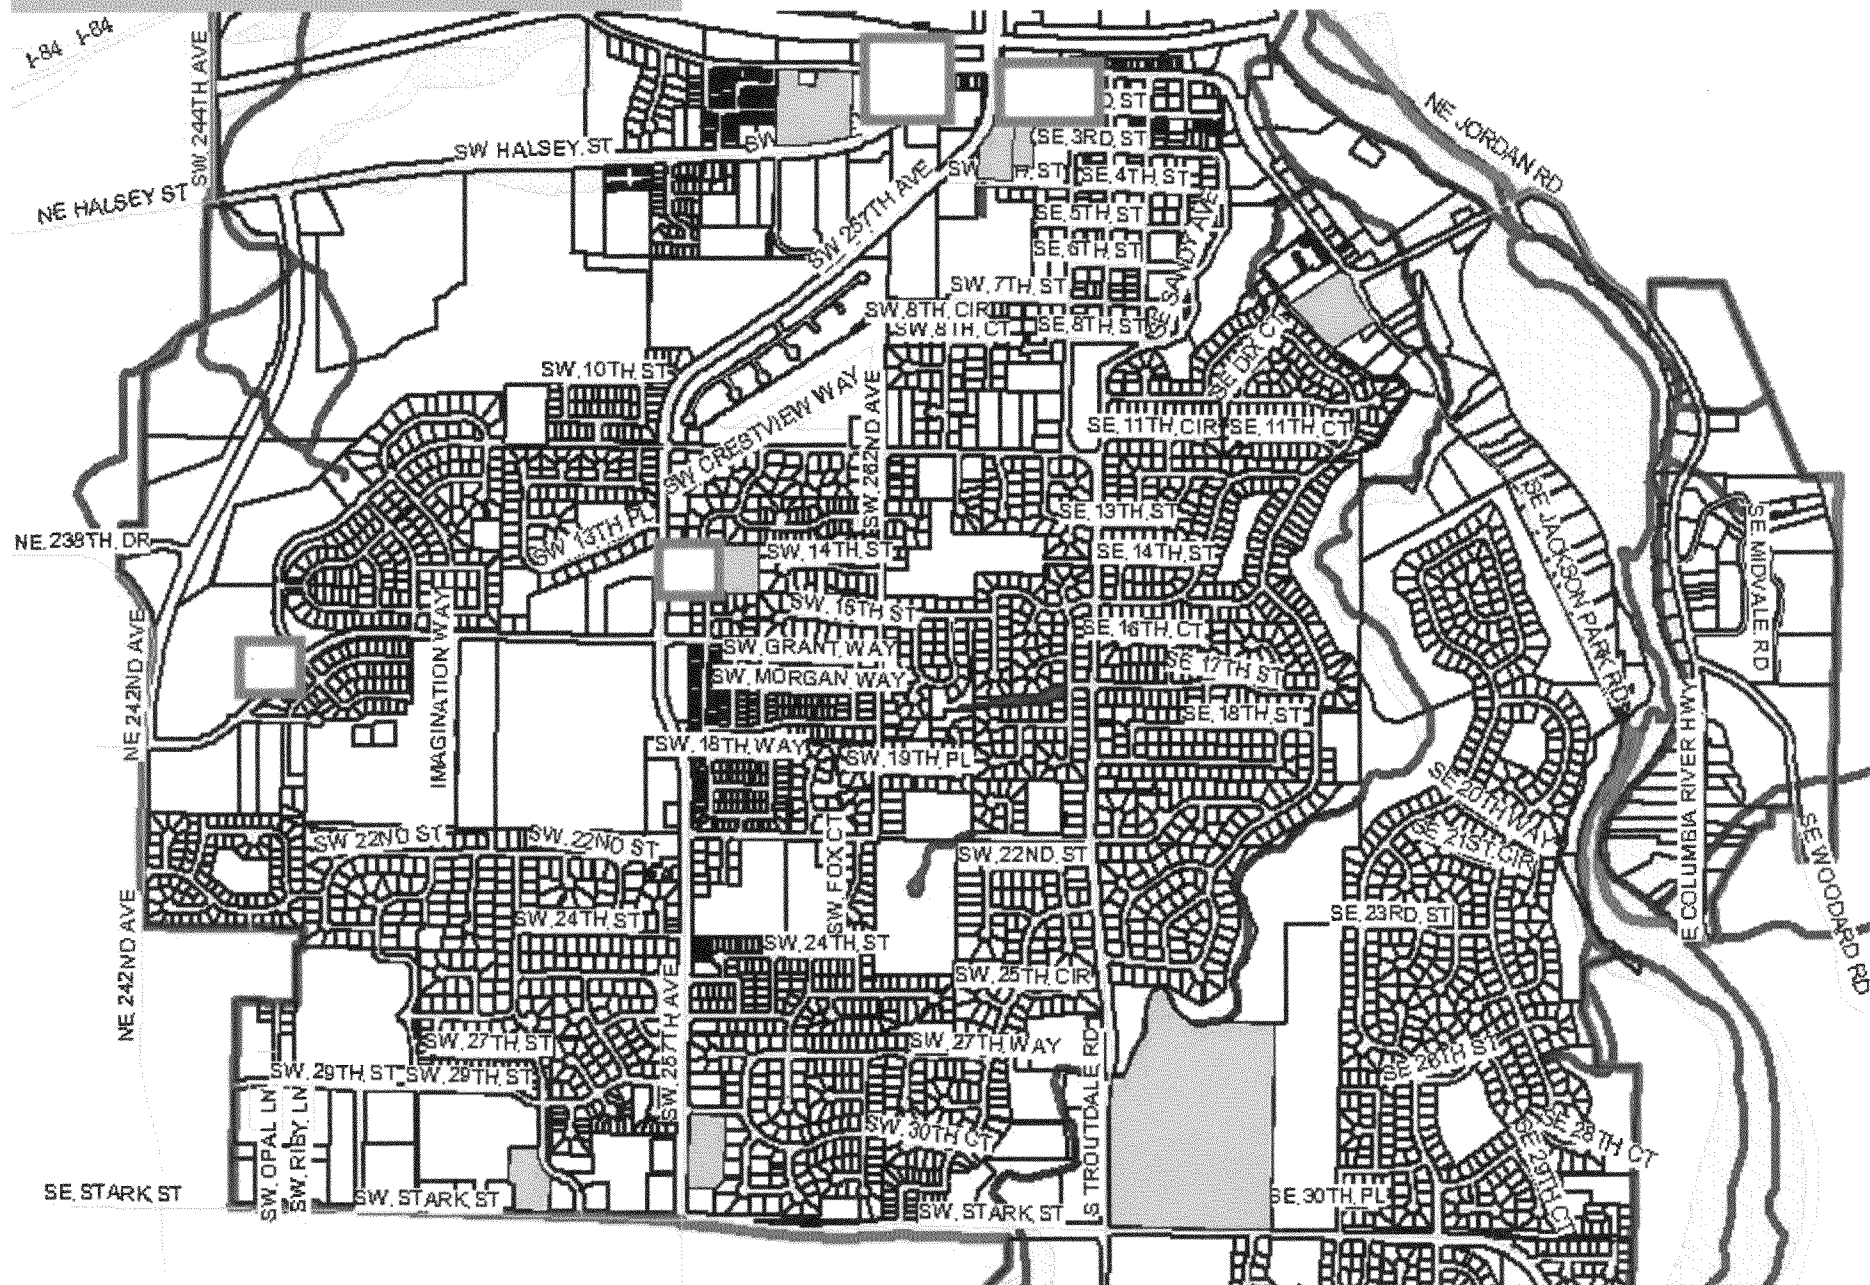 I-84 I-84
SW 244TH AVE
NE JORDAN RD
D ST
SE 3RD ST
SW HALSEY ST
SW
SW
H ST
SE 4TH ST
NE HALSEY ST
SW 257TH AVE
SE 5TH ST
SE SANDY AVE
SE 6TH ST
SW 7TH ST
SW 8TH CIR
SW 8TH CT
SE 8TH ST
SE DIX CT
SW 10TH ST
SW CRESTVIEW WAY
SW 262ND AVE
SE 11TH CIR
SE 11TH CT
SW 13TH PL
SE 13TH ST
SE JACKSON PARK RD
SE MIDVALE RD
NE 238TH DR
SW 14TH ST
SE 14TH ST
SW 15TH ST
SE 16TH CT
NE 242ND AVE
IMAGINATION WAY
SW GRANT WAY
SE 17TH ST
SW MORGAN WAY
SE 18TH ST
SW 18TH WAY
SW 19TH PL
E COLUMBIA RIVER HWY
SE 20TH WAY
SE 21ST CIR
SW 22ND ST
SW 22ND ST
SW 22ND ST
SW FOX CT
SE WOODARD RD
NE 242ND AVE
SW 24TH ST
SE 23RD ST
SW 24TH ST
SW 25TH CIR
SW 257TH AVE
SW 27TH ST
SW 27TH WAY
S TROUTDALE RD
SE 26TH ST
SW 29TH ST
SW 29TH ST
SW OPAL LN
SW RIBY LN
SW 30TH CT
SE 28TH CT
SE 29TH CT
SE STARK ST
SW STARK ST
SW STARK ST
SE 30TH PL